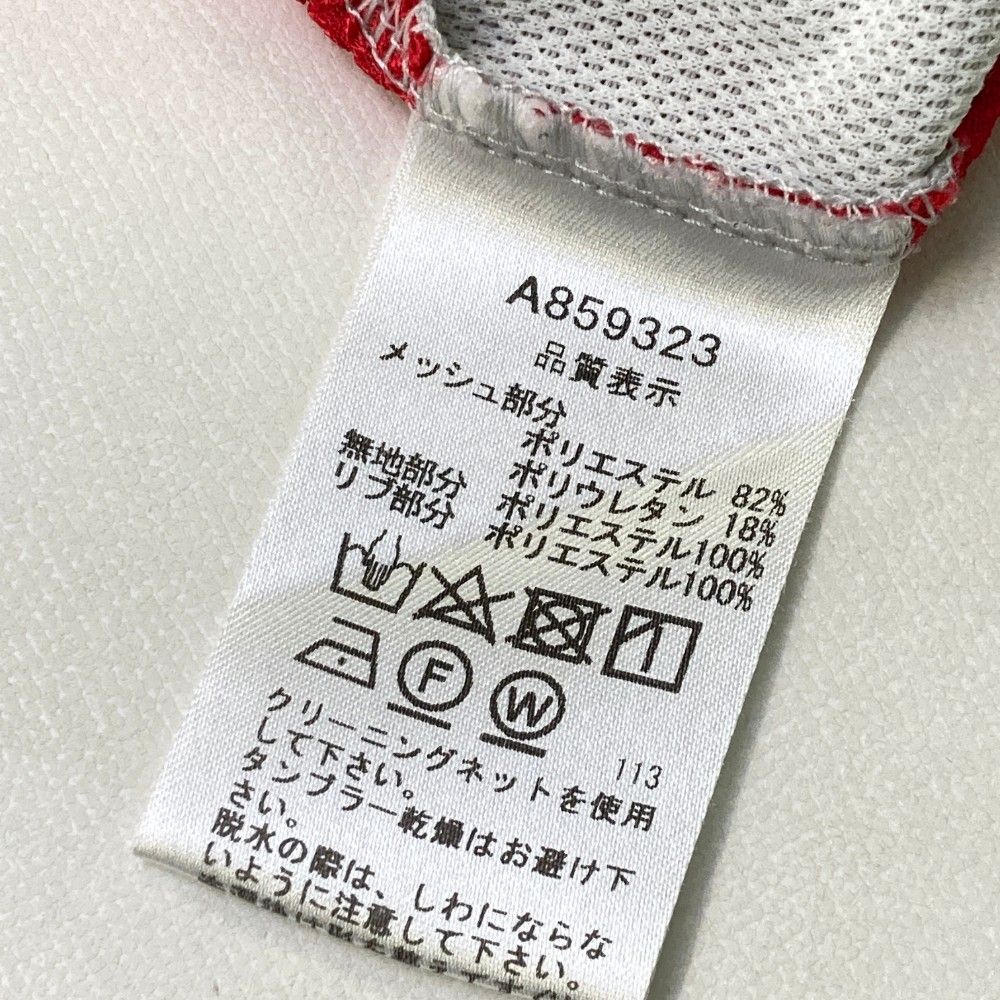 A859323
品質表示
メッシュ部分
ポリエステル 82%
ポリウレタン 18%
無地部分 ポリエステル100%
リブ部分 ポリエステル100%
F W
113
クリーニングネットを使用
して下さい。
タンブラー乾燥はお避け下
さい。
脱水の際は、しわにならな
いように注意して下さい。